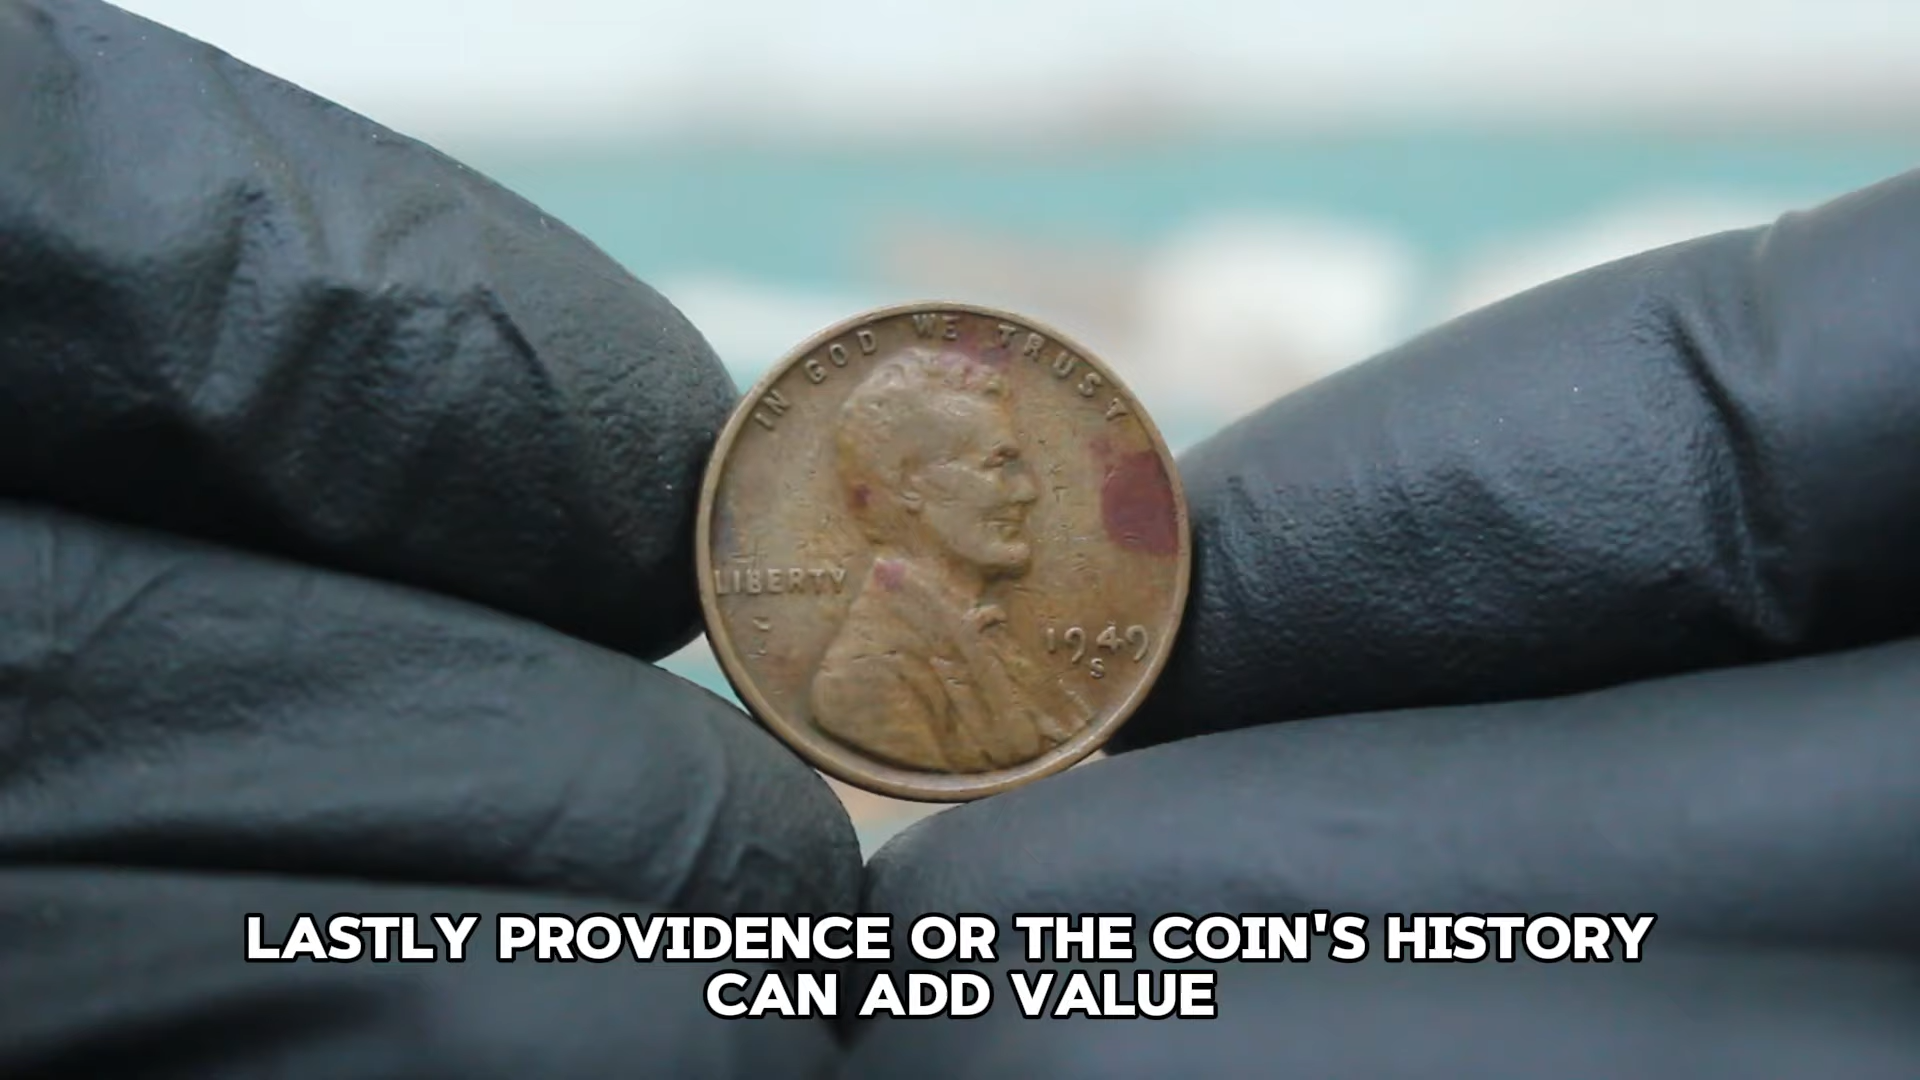 IN GOD WE TRUST
LIBERTY
1949
S
LASTLY PROVIDENCE OR THE COIN'S HISTORY
CAN ADD VALUE